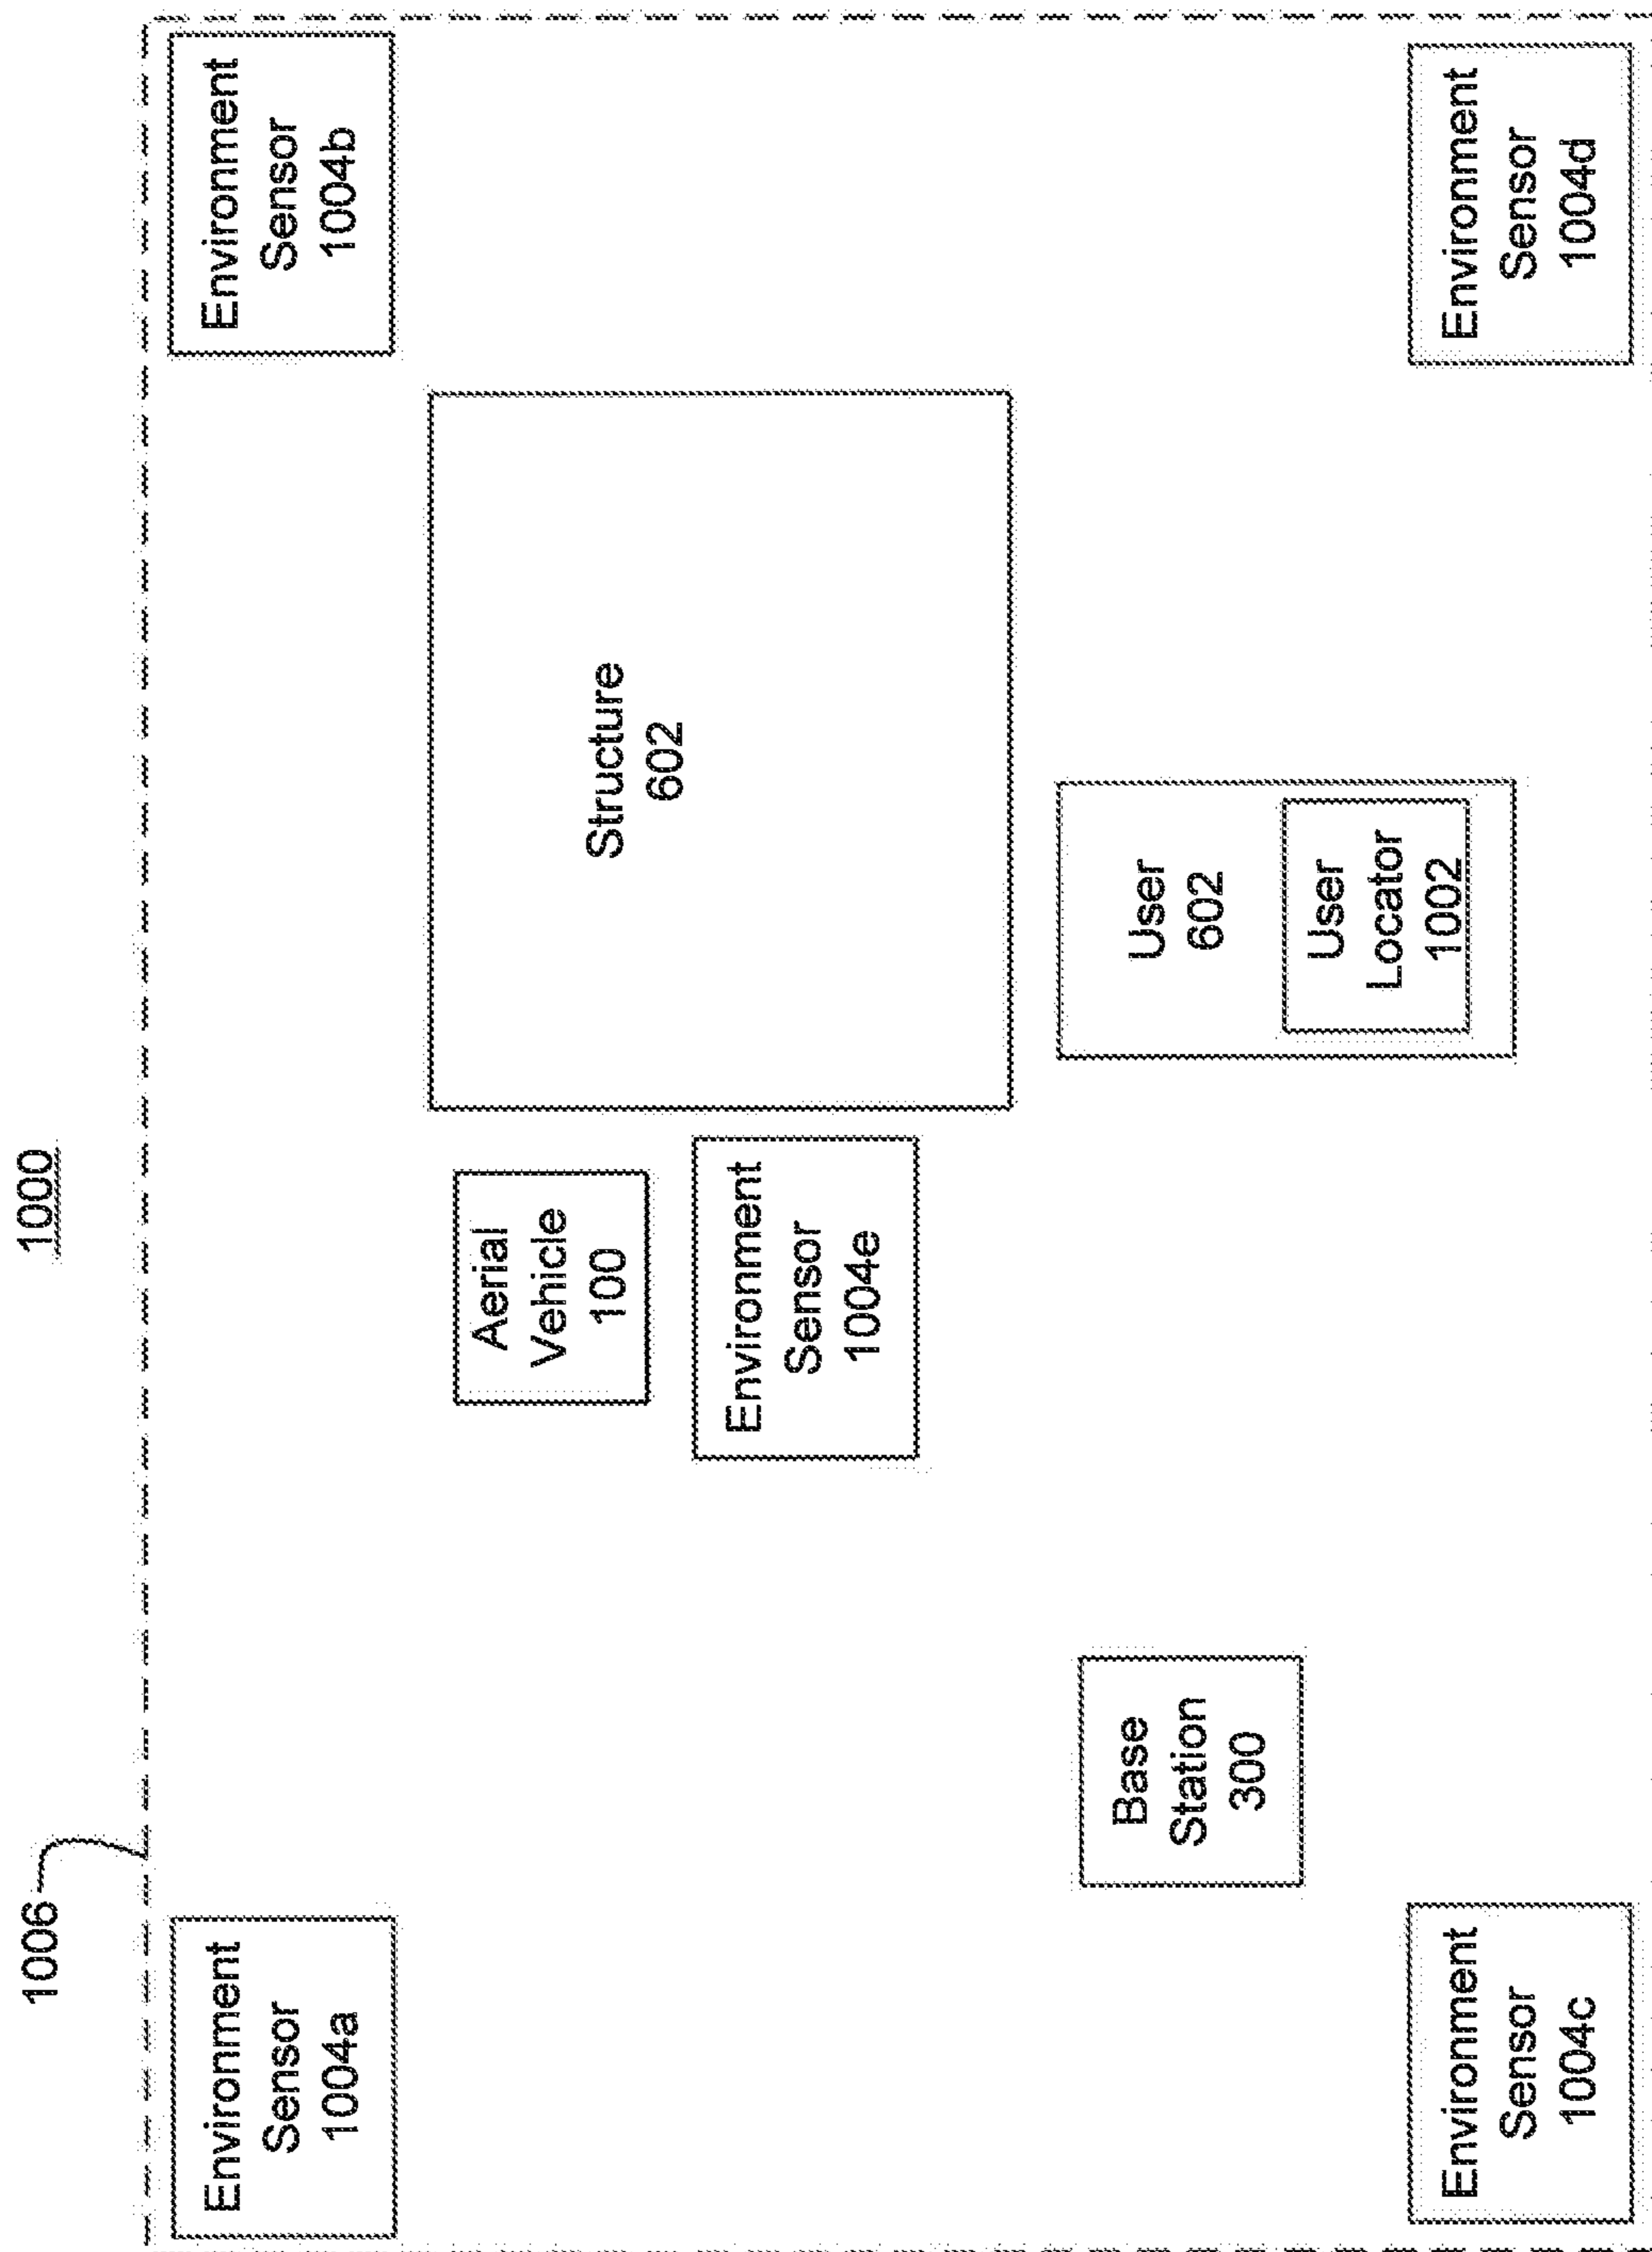 1000
1006
Environment
Sensor
1004a
Environment
Sensor
1004b
Aerial
Vehicle
100
Structure
602
Environment
Sensor
1004e
Base
Station
300
User
602
User
Locator
1002
Environment
Sensor
1004c
Environment
Sensor
1004d